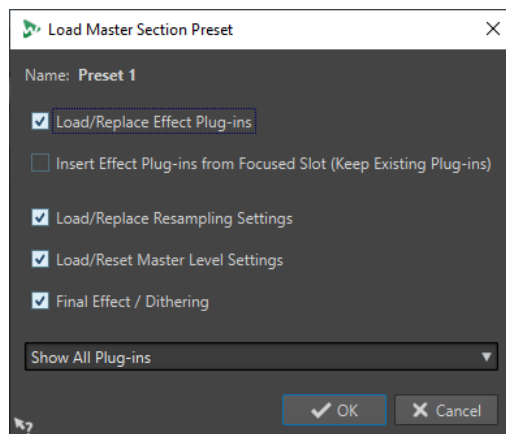 Load Master Section Preset
Name: Preset 1
Load/Replace Effect Plug-ins
Insert Effect Plug-ins from Focused Slot (Keep Existing Plug-ins)
Load/Replace Resampling Settings
Load/Reset Master Level Settings
Final Effect / Dithering
Show All Plug-ins
OK Cancel
?